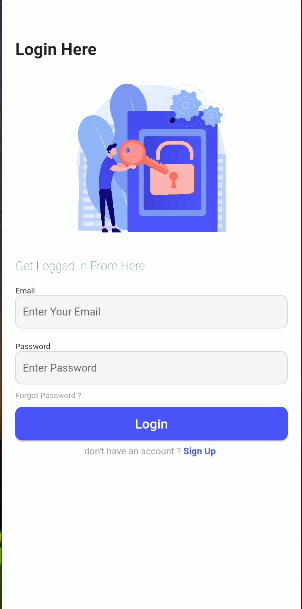 Login Here
Get Logged In From Here
Email
Enter Your Email
Password
Enter Password
Forgot Password ?
Login
don't have an account ? Sign Up